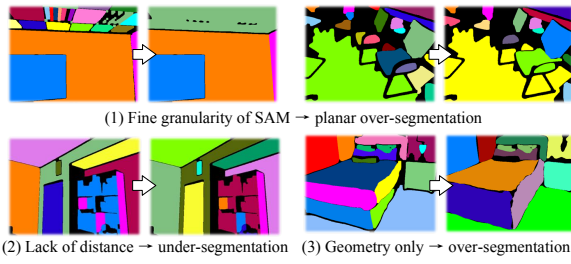 (1) Fine granularity of SAM → planar over-segmentation
(2) Lack of distance → under-segmentation
(3) Geometry only → over-segmentation